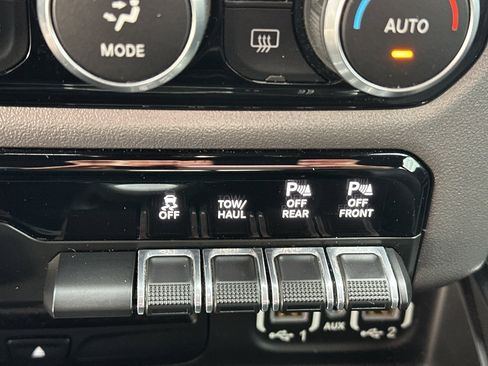 MODE
AUTO
OFF
TOW/
HAUL
P
OFF
REAR
P
OFF
FRONT
1
AUX
2